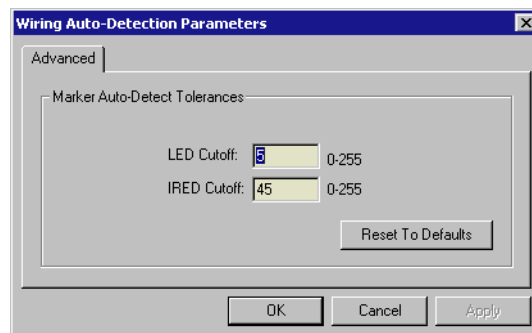 Wiring Auto-Detection Parameters
Advanced
Marker Auto-Detect Tolerances
LED Cutoff: 5 0-255
IRED Cutoff: 45 0-255
Reset To Defaults
OK Cancel Apply